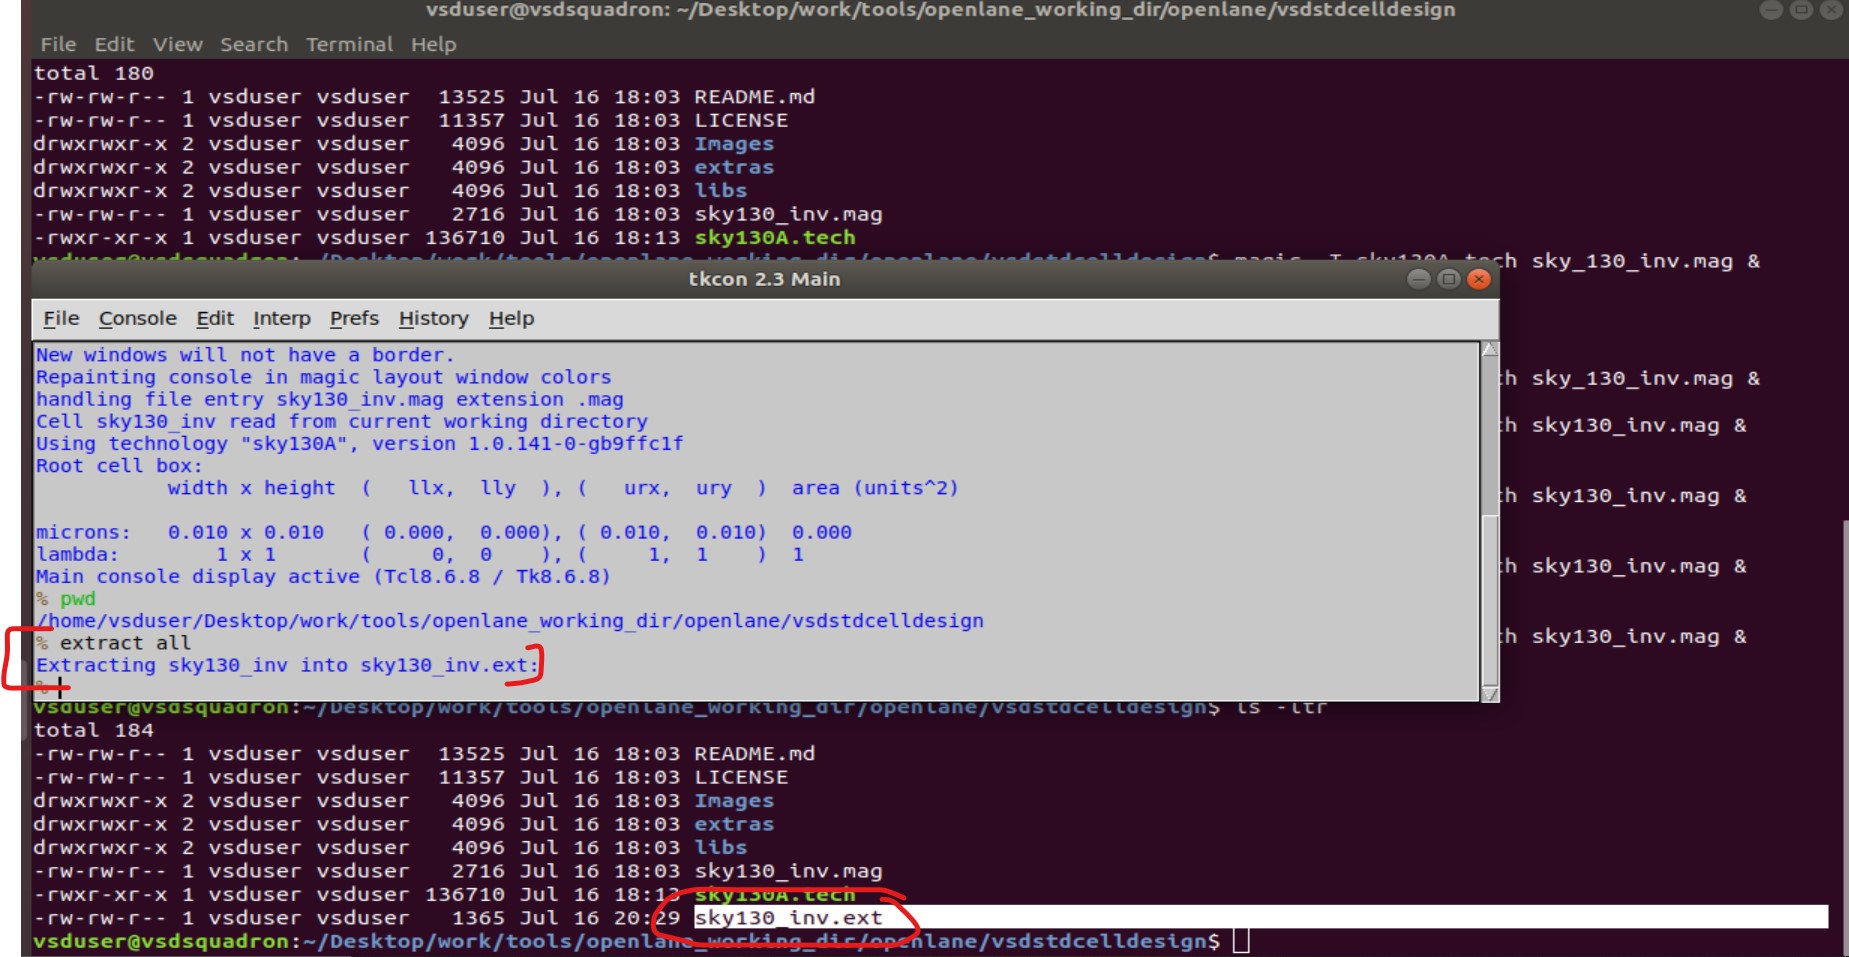 vsduser@vsdsquadron: ~/Desktop/work/tools/openlane_working_dir/openlane/vsdstdcelldesign
File Edit View Search Terminal Help
total 180
-rw-rw-r-- 1 vsduser vsduser  13525 Jul 16 18:03 README.md
-rw-rw-r-- 1 vsduser vsduser  11357 Jul 16 18:03 LICENSE
drwxrwxr-x 2 vsduser vsduser   4096 Jul 16 18:03 Images
drwxrwxr-x 2 vsduser vsduser   4096 Jul 16 18:03 extras
drwxrwxr-x 2 vsduser vsduser   4096 Jul 16 18:03 libs
-rw-rw-r-- 1 vsduser vsduser   2716 Jul 16 18:03 sky130_inv.mag
-rwxr-xr-x 1 vsduser vsduser 136710 Jul 16 18:13 sky130A.tech
vsduser@vsdsquadron:~/Desktop/work/tools/openlane_working_dir/openlane/vsdstdcelldesign$ magic -T sky130A.tech sky_130_inv.mag &
tkcon 2.3 Main
File Console Edit Interp Prefs History Help
New windows will not have a border.
Repainting console in magic layout window colors
handling file entry sky130_inv.mag extension .mag
ch sky_130_inv.mag &
Cell sky130_inv read from current working directory
ch sky130_inv.mag &
Using technology "sky130A", version 1.0.141-0-gb9ffc1f
Root cell box:
           width x height  (   llx,  lly  ), (   urx,  ury  )  area (units^2)
ch sky130_inv.mag &
microns:   0.010 x 0.010   ( 0.000,  0.000), ( 0.010,  0.010)  0.000
lambda:        1 x 1       (     0,  0    ), (     1,  1    )  1
ch sky130_inv.mag &
Main console display active (Tcl8.6.8 / Tk8.6.8)
% pwd
/home/vsduser/Desktop/work/tools/openlane_working_dir/openlane/vsdstdcelldesign
% extract all
ch sky130_inv.mag &
Extracting sky130_inv into sky130_inv.ext:
%
vsduser@vsdsquadron:~/Desktop/work/tools/openlane_working_dir/openlane/vsdstdcelldesign$ ls -ltr
total 184
-rw-rw-r-- 1 vsduser vsduser  13525 Jul 16 18:03 README.md
-rw-rw-r-- 1 vsduser vsduser  11357 Jul 16 18:03 LICENSE
drwxrwxr-x 2 vsduser vsduser   4096 Jul 16 18:03 Images
drwxrwxr-x 2 vsduser vsduser   4096 Jul 16 18:03 extras
drwxrwxr-x 2 vsduser vsduser   4096 Jul 16 18:03 libs
-rw-rw-r-- 1 vsduser vsduser   2716 Jul 16 18:03 sky130_inv.mag
-rwxr-xr-x 1 vsduser vsduser 136710 Jul 16 18:13 sky130A.tech
-rw-rw-r-- 1 vsduser vsduser   1365 Jul 16 20:29 sky130_inv.ext
vsduser@vsdsquadron:~/Desktop/work/tools/openlane_working_dir/openlane/vsdstdcelldesign$